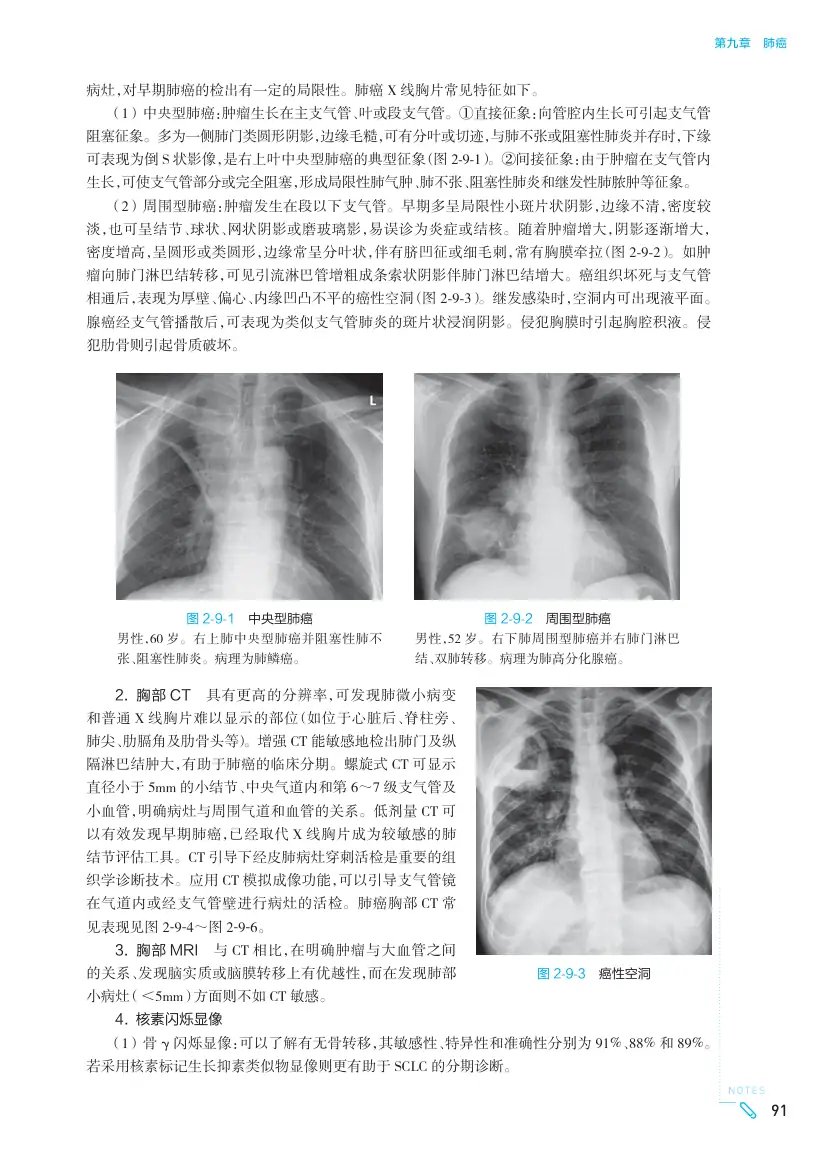 第九章 肺癌
病灶,对早期肺癌的检出有一定的局限性。肺癌 X 线胸片常见特征如下。
(1)中央型肺癌:肿瘤生长在主支气管、叶或段支气管。①直接征象:向管腔内生长可引起支气管
阻塞征象。多为一侧肺门类圆形阴影,边缘毛糙,可有分叶或切迹,与肺不张或阻塞性肺炎并存时,下缘
可表现为倒 S 状影像,是右上叶中央型肺癌的典型征象(图 2-9-1)。②间接征象:由于肿瘤在支气管内
生长,可使支气管部分或完全阻塞,形成局限性肺气肿、肺不张、阻塞性肺炎和继发性肺脓肿等征象。
(2)周围型肺癌:肿瘤发生在段以下支气管。早期多呈局限性小斑片状阴影,边缘不清,密度较
淡,也可呈结节、球状、网状阴影或磨玻璃影,易误诊为炎症或结核。随着肿瘤增大,阴影逐渐增大,
密度增高,呈圆形或类圆形,边缘常呈分叶状,伴有脐凹征或细毛刺,常有胸膜牵拉(图 2-9-2)。如肿
瘤向肺门淋巴结转移,可见引流淋巴管增粗成条索状阴影伴肺门淋巴结增大。癌组织坏死与支气管
相通后,表现为厚壁、偏心、内缘凹凸不平的癌性空洞(图 2-9-3)。继发感染时,空洞内可出现液平面。
腺癌经支气管播散后,可表现为类似支气管肺炎的斑片状浸润阴影。侵犯胸膜时引起胸腔积液。侵
犯肋骨则引起骨质破坏。
L
图 2-9-1 中央型肺癌
男性,60 岁。右上肺中央型肺癌并阻塞性肺不
张、阻塞性肺炎。病理为肺鳞癌。
图 2-9-2 周围型肺癌
男性,52 岁。右下肺周围型肺癌并右肺门淋巴
结、双肺转移。病理为肺高分化腺癌。
2. 胸部 CT 具有更高的分辨率,可发现肺微小病变
和普通 X 线胸片难以显示的部位(如位于心脏后、脊柱旁、
肺尖、肋膈角及肋骨头等)。增强 CT 能敏感地检出肺门及纵
隔淋巴结肿大,有助于肺癌的临床分期。螺旋式 CT 可显示
直径小于 5mm 的小结节、中央气道内和第 6～7 级支气管及
小血管,明确病灶与周围气道和血管的关系。低剂量 CT 可
以有效发现早期肺癌,已经取代 X 线胸片成为较敏感的肺
结节评估工具。CT 引导下经皮肺病灶穿刺活检是重要的组
织学诊断技术。应用 CT 模拟成像功能,可以引导支气管镜
在气道内或经支气管壁进行病灶的活检。肺癌胸部 CT 常
见表现见图 2-9-4～图 2-9-6。
3. 胸部 MRI 与 CT 相比,在明确肿瘤与大血管之间
的关系、发现脑实质或脑膜转移上有优越性,而在发现肺部
小病灶(<5mm)方面则不如 CT 敏感。
图 2-9-3 癌性空洞
4. 核素闪烁显像
(1)骨 γ 闪烁显像:可以了解有无骨转移,其敏感性、特异性和准确性分别为 91%、88% 和 89%。
若采用核素标记生长抑素类似物显像则更有助于 SCLC 的分期诊断。
NOTES
91